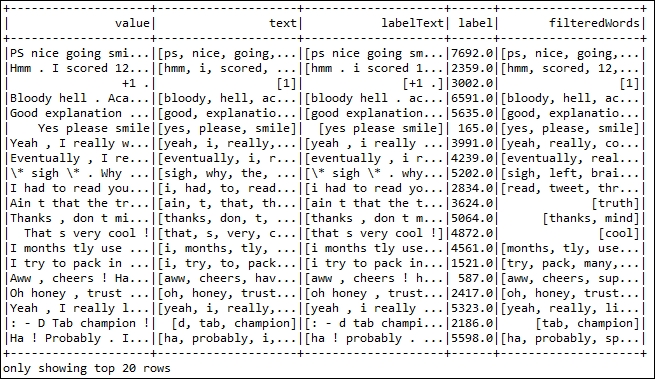 +--------------------+--------------------+--------------------+------+--------------------+
|               value|                text|           labelText| label|       filteredWords|
+--------------------+--------------------+--------------------+------+--------------------+
|PS nice going smi...|[ps, nice, going,...|[ps nice going sm...|7692.0|[ps, nice, going,...|
|Hmm . I scored 12...|[hmm, i, scored, ...|[hmm . i scored 1...|2359.0|[hmm, scored, 12,...|
|                +1 .|                 [1]|              [+1 .]|3002.0|                 [1]|
|Bloody hell . Aca...|[bloody, hell, ac...|[bloody hell . ac...|6591.0|[bloody, hell, ac...|
|Good explanation ...|[good, explanatio...|[good explanation...|5635.0|[good, explanatio...|
|    Yes please smile|[yes, please, smile]|  [yes please smile]| 165.0|[yes, please, smile]|
|Yeah , I really w...|[yeah, i, really,...|[yeah , i really ...|3991.0|[yeah, really, co...|
|Eventually , I re...|[eventually, i, r...|[eventually , i r...|4239.0|[eventually, real...|
|\* sigh \* . Why ...|[sigh, why, the, ...|[\* sigh \* . why...|5202.0|[sigh, left, brai...|
|I had to read you...|[i, had, to, read...|[i had to read yo...|2834.0|[read, tweet, thr...|
|Ain t that the tr...|[ain, t, that, th...|[ain t that the t...|3624.0|             [truth]|
|Thanks , don t mi...|[thanks, don, t, ...|[thanks , don t m...|5064.0|      [thanks, mind]|
|  That s very cool !|[that, s, very, c...|[that s very cool !]|4872.0|              [cool]|
|I months tly use ...|[i, months, tly, ...|[i months tly use...|4561.0|[months, tly, use...|
|I try to pack in ...|[i, try, to, pack...|[i try to pack in...|1521.0|[try, pack, many,...|
|Aww , cheers ! Ha...|[aww, cheers, hav...|[aww , cheers ! h...| 587.0|[aww, cheers, sup...|
|Oh honey , trust ...|[oh, honey, trust...|[oh honey , trust...|2417.0|[oh, honey, trust...|
|Yeah , I really l...|[yeah, i, really,...|[yeah , i really ...|5323.0|[yeah, really, li...|
|: - D Tab champion !|    [d, tab, champion]|[: - d tab champi...|2186.0|     [tab, champion]|
|Ha ! Probably . I...|[ha, probably, i,...|[ha ! probably . ...|5598.0|[ha, probably, sp...|
+--------------------+--------------------+--------------------+------+--------------------+
only showing top 20 rows